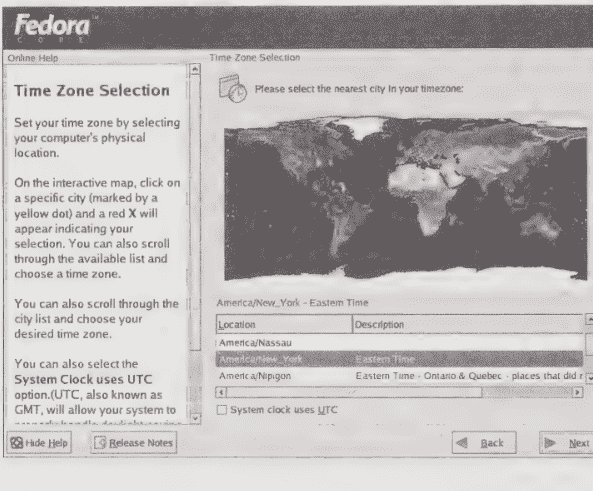 Fedora
CORE
Online Help
Time Zone Selection
Set your time zone by selecting
your computer's physical
location.
On the interactive map, click on
a specific city (marked by a
yellow dot) and a red X will
appear indicating your
selection. You can also scroll
through the available list and
choose a time zone.
You can also scroll through the
city list and choose your
desired time zone.
You can also select the
System Clock uses UTC
option.(UTC, also known as
GMT, will allow your system to
Time Zone Selection
Please select the nearest city in your timezone:
America/New_York - Eastern Time
Location Description
America/Nassau
America/New_York Eastern Time
America/Nipigon Eastern Time - Ontario & Quebec - places that did
System clock uses UTC
Hide Help
Release Notes
Back
Next